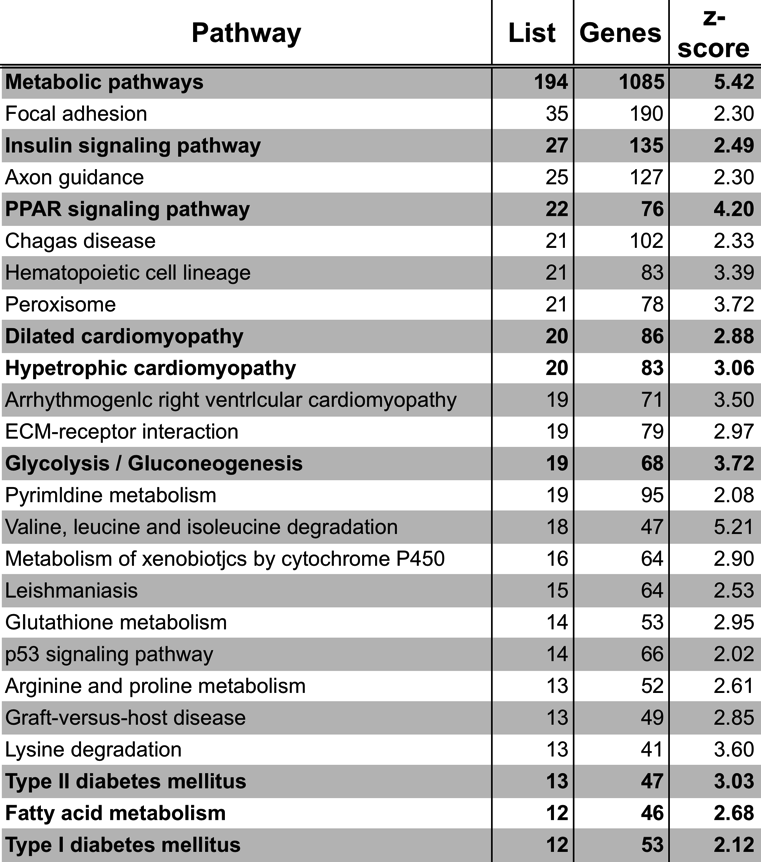 Pathway List Genes z-
score
Metabolic pathways 194 1085 5.42
Focal adhesion 35 190 2.30
Insulin signaling pathway 27 135 2.49
Axon guidance 25 127 2.30
PPAR signaling pathway 22 76 4.20
Chagas disease 21 102 2.33
Hematopoietic cell lineage 21 83 3.39
Peroxisome 21 78 3.72
Dilated cardiomyopathy 20 86 2.88
Hypetrophic cardiomyopathy 20 83 3.06
Arrhythmogenlc right ventrlcular cardiomyopathy 19 71 3.50
ECM-receptor interaction 19 79 2.97
Glycolysis / Gluconeogenesis 19 68 3.72
Pyrimldine metabolism 19 95 2.08
Valine, leucine and isoleucine degradation 18 47 5.21
Metabolism of xenobiotjcs by cytochrome P450 16 64 2.90
Leishmaniasis 15 64 2.53
Glutathione metabolism 14 53 2.95
p53 signaling pathway 14 66 2.02
Arginine and proline metabolism 13 52 2.61
Graft-versus-host disease 13 49 2.85
Lysine degradation 13 41 3.60
Type II diabetes mellitus 13 47 3.03
Fatty acid metabolism 12 46 2.68
Type I diabetes mellitus 12 53 2.12